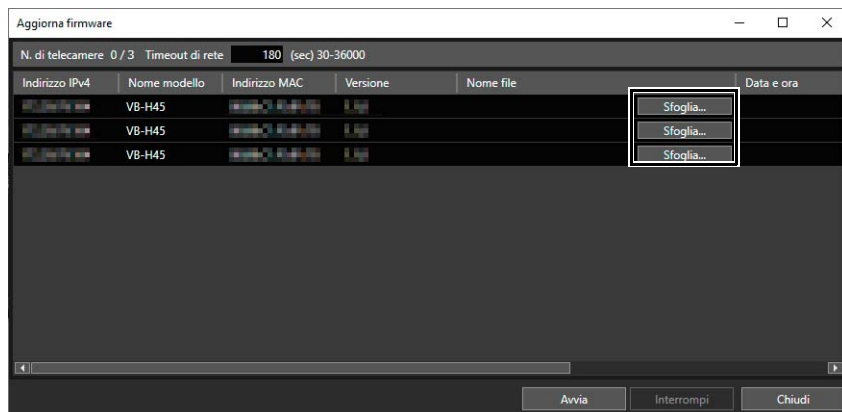 Aggiorna firmware
N. di telecamere 0 / 3 Timeout di rete 180 (sec) 30-36000
Indirizzo IPv4 Nome modello Indirizzo MAC Versione Nome file Data e ora
VB-H45 Sfoglia...
VB-H45 Sfoglia...
VB-H45 Sfoglia...
Avvia Interrompi Chiudi